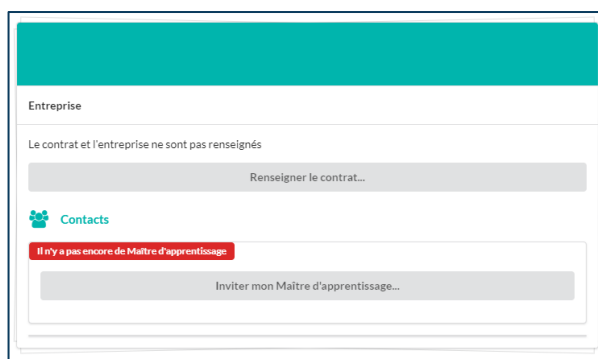 Entreprise
Le contrat et l'entreprise ne sont pas renseignés
Renseigner le contrat...
Contacts
Il n'y a pas encore de Maître d'apprentissage
Inviter mon Maître d'apprentissage...